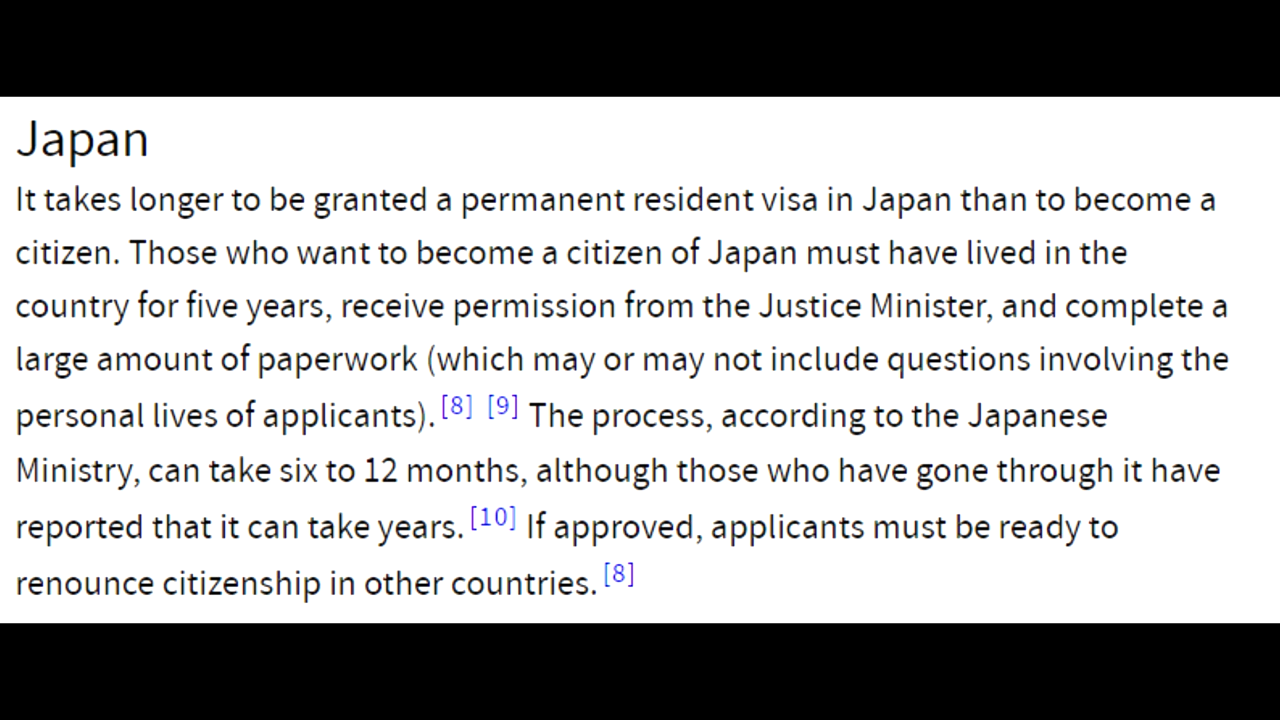 Japan
It takes longer to be granted a permanent resident visa in Japan than to become a
citizen. Those who want to become a citizen of Japan must have lived in the
country for five years, receive permission from the Justice Minister, and complete a
large amount of paperwork (which may or may not include questions involving the
personal lives of applicants). [8] [9] The process, according to the Japanese
Ministry, can take six to 12 months, although those who have gone through it have
reported that it can take years. [10] If approved, applicants must be ready to
renounce citizenship in other countries. [8]